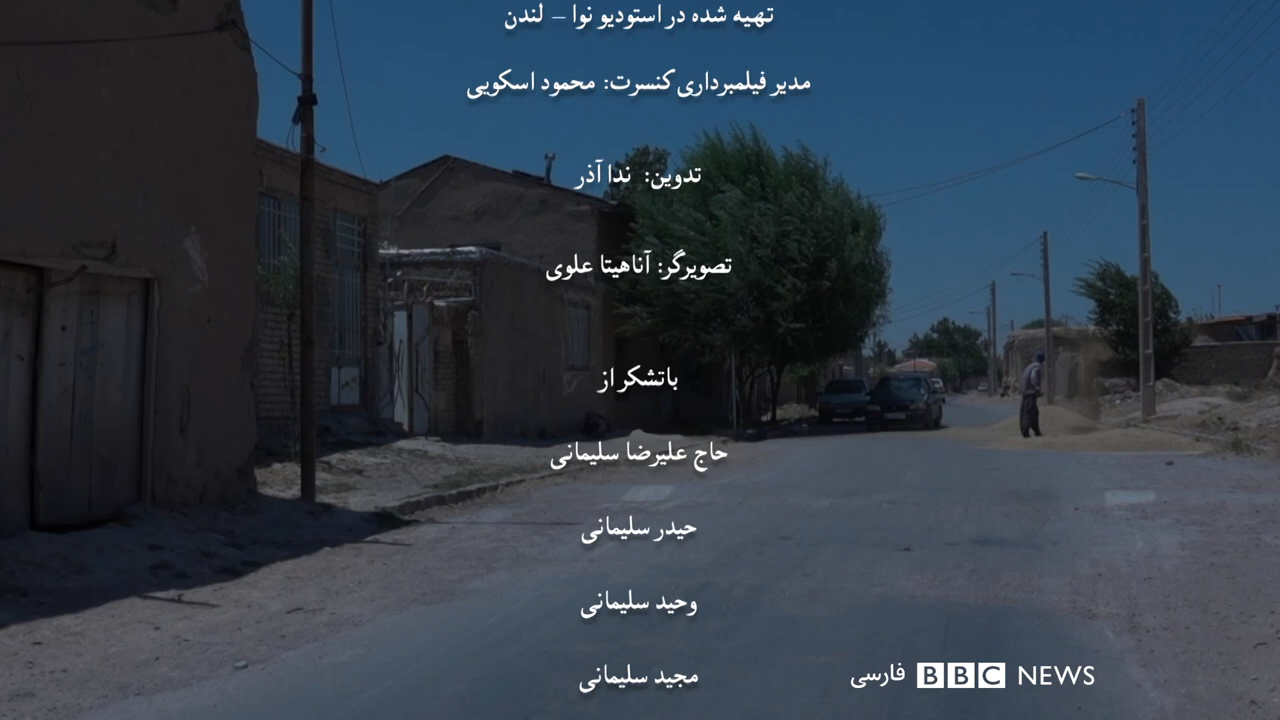 تهیه شده در استودیو نوا – لندن
مدیر فیلمبرداری کنسرت: محمود اسکویی
تدوین: ندا آذر
تصویرگر: آناهیتا علوی
باتشکر از
حاج علیرضا سلیمانی
حیدر سلیمانی
وحید سلیمانی
مجید سلیمانی
BBC NEWS فارسی